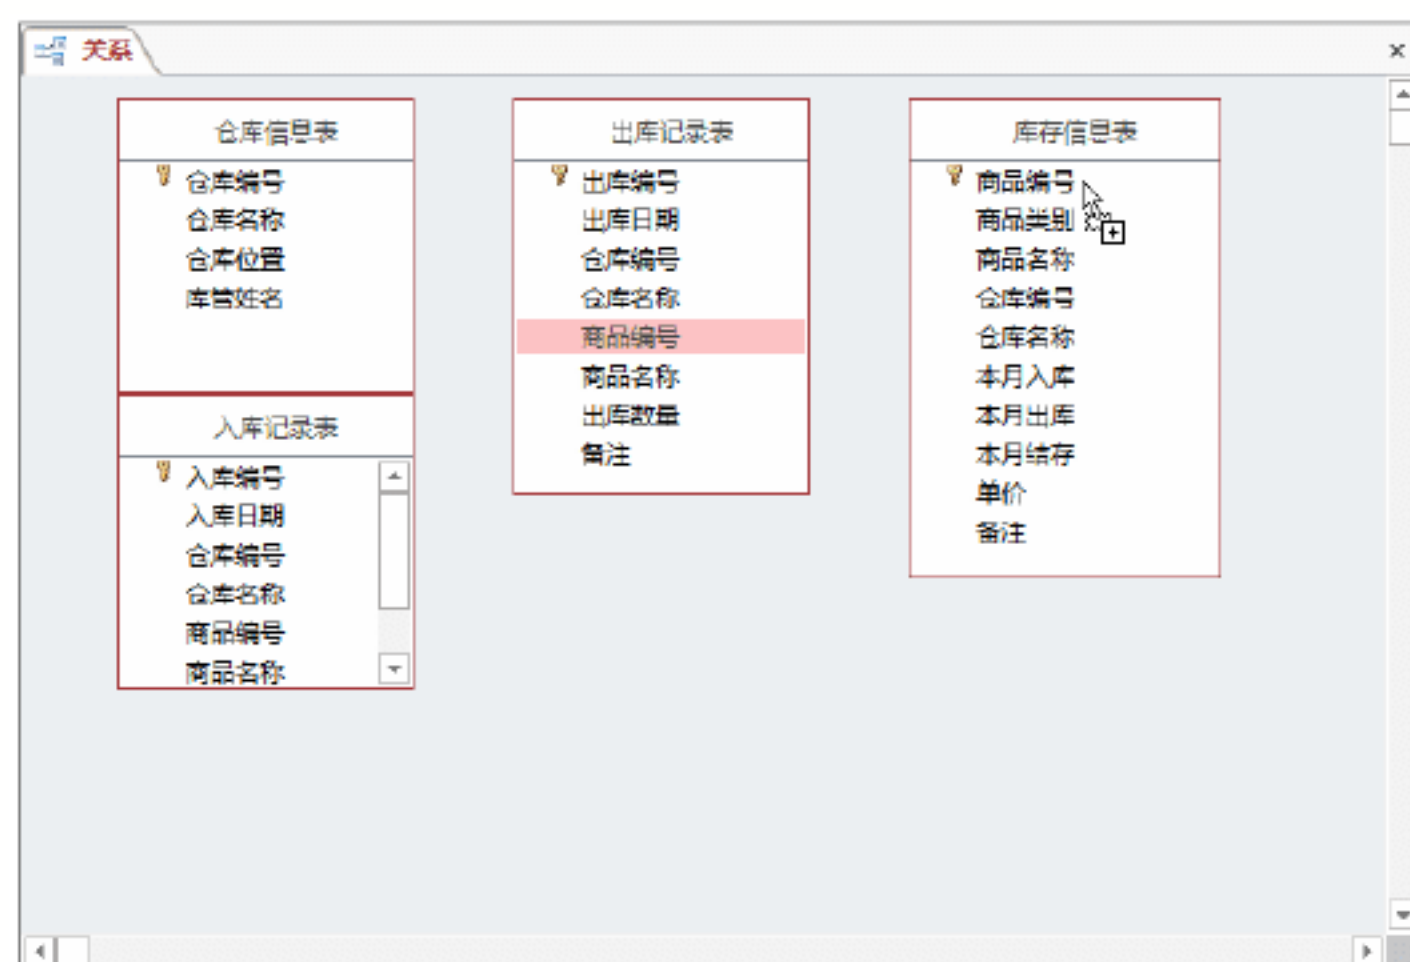 关系
仓库信息表
仓库编号
仓库名称
仓库位置
库管姓名
入库记录表
入库编号
入库日期
仓库编号
仓库名称
商品编号
商品名称
出库记录表
出库编号
出库日期
仓库编号
仓库名称
商品编号
商品名称
出库数量
备注
库存信息表
商品编号
商品类别
商品名称
仓库编号
仓库名称
本月入库
本月出库
本月结存
单价
备注